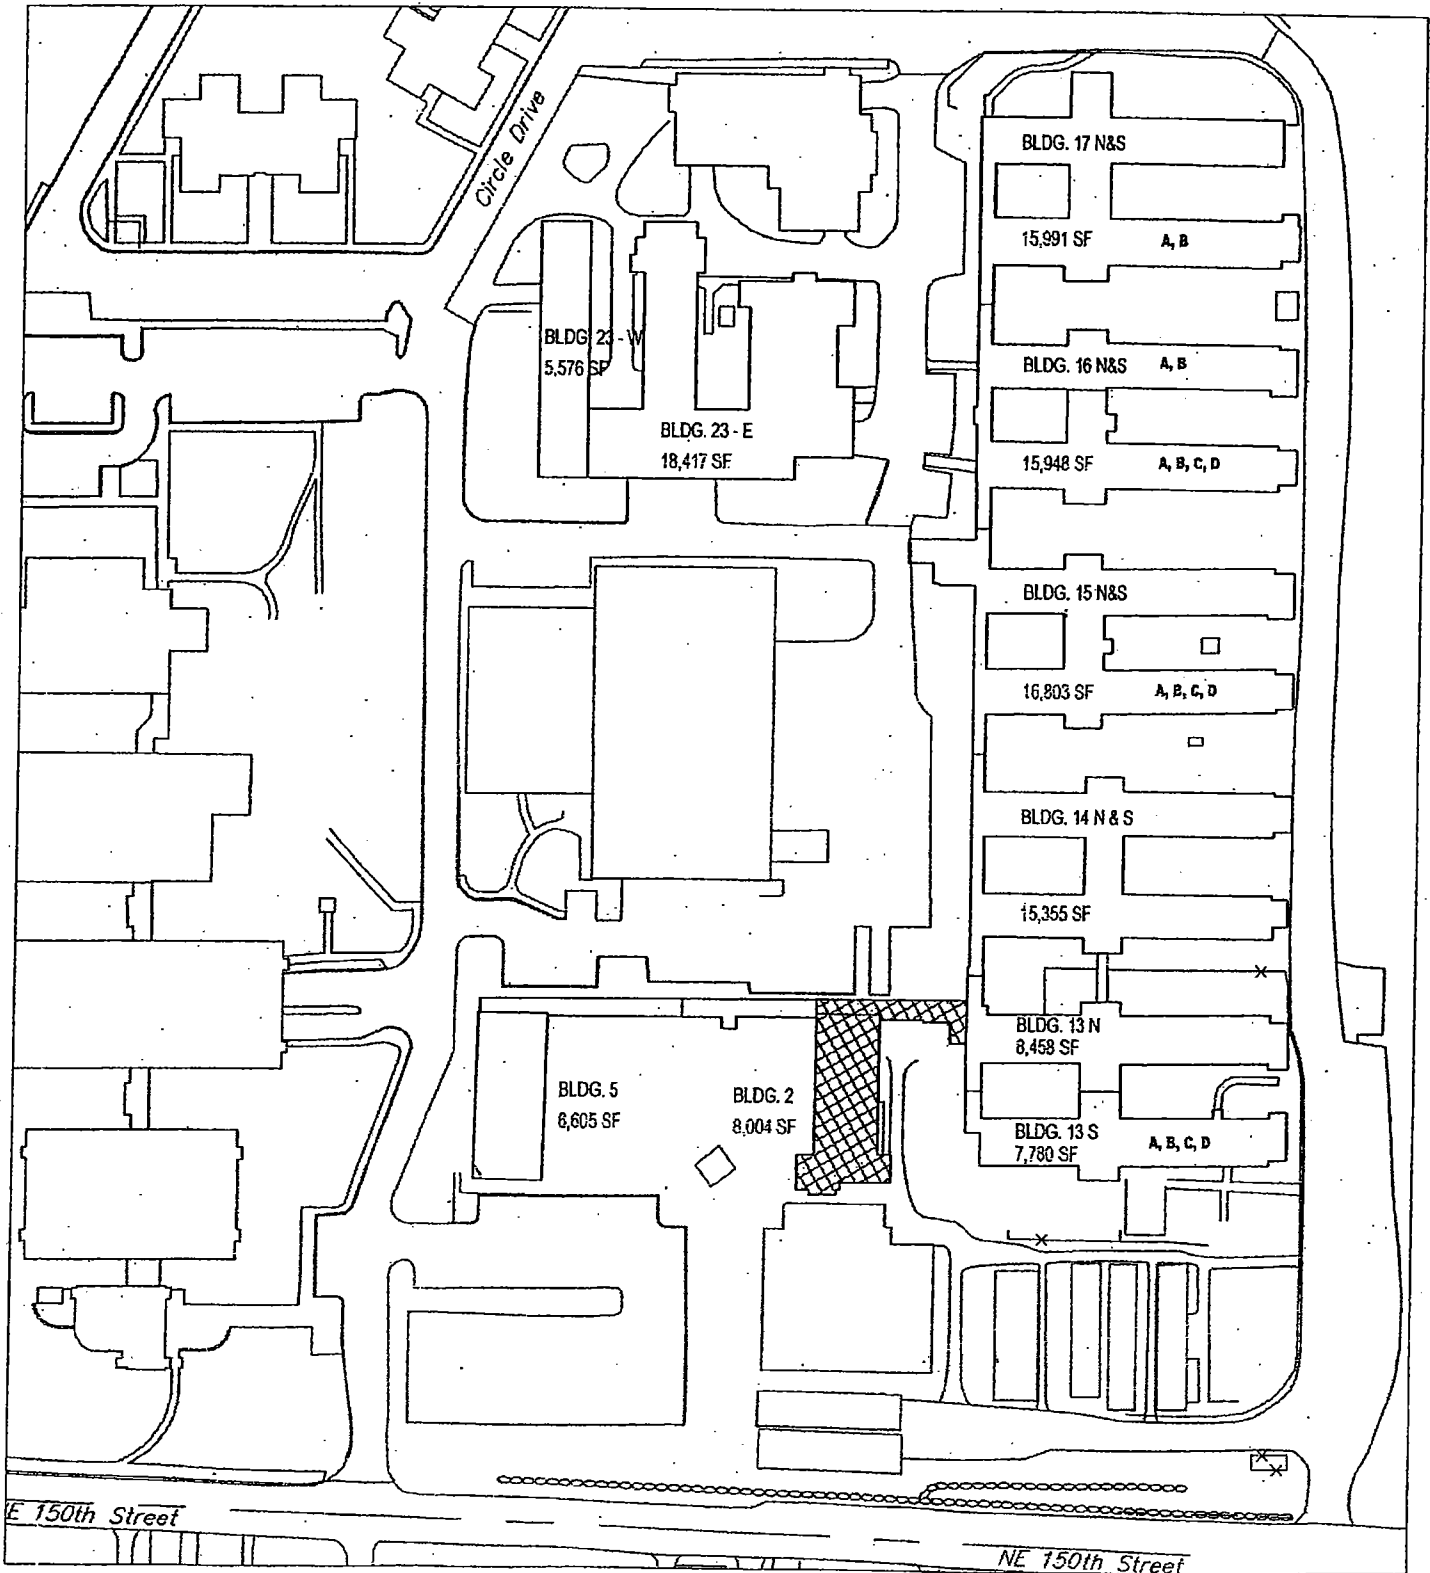 Circle Drive
BLDG. 17 N&S
15,991 SF
A, B
BLDG. 23 - W
5,576 SF
BLDG. 16 N&S
A, B
BLDG. 23 - E
18,417 SF
15,948 SF
A, B, C, D
BLDG. 15 N&S
16,803 SF
A, B, C, D
BLDG. 14 N & S
15,355 SF
BLDG. 13 N
8,458 SF
BLDG. 5
8,605 SF
BLDG. 2
8,004 SF
BLDG. 13 S
7,780 SF
A, B, C, D
E 150th Street
NE 150th Street